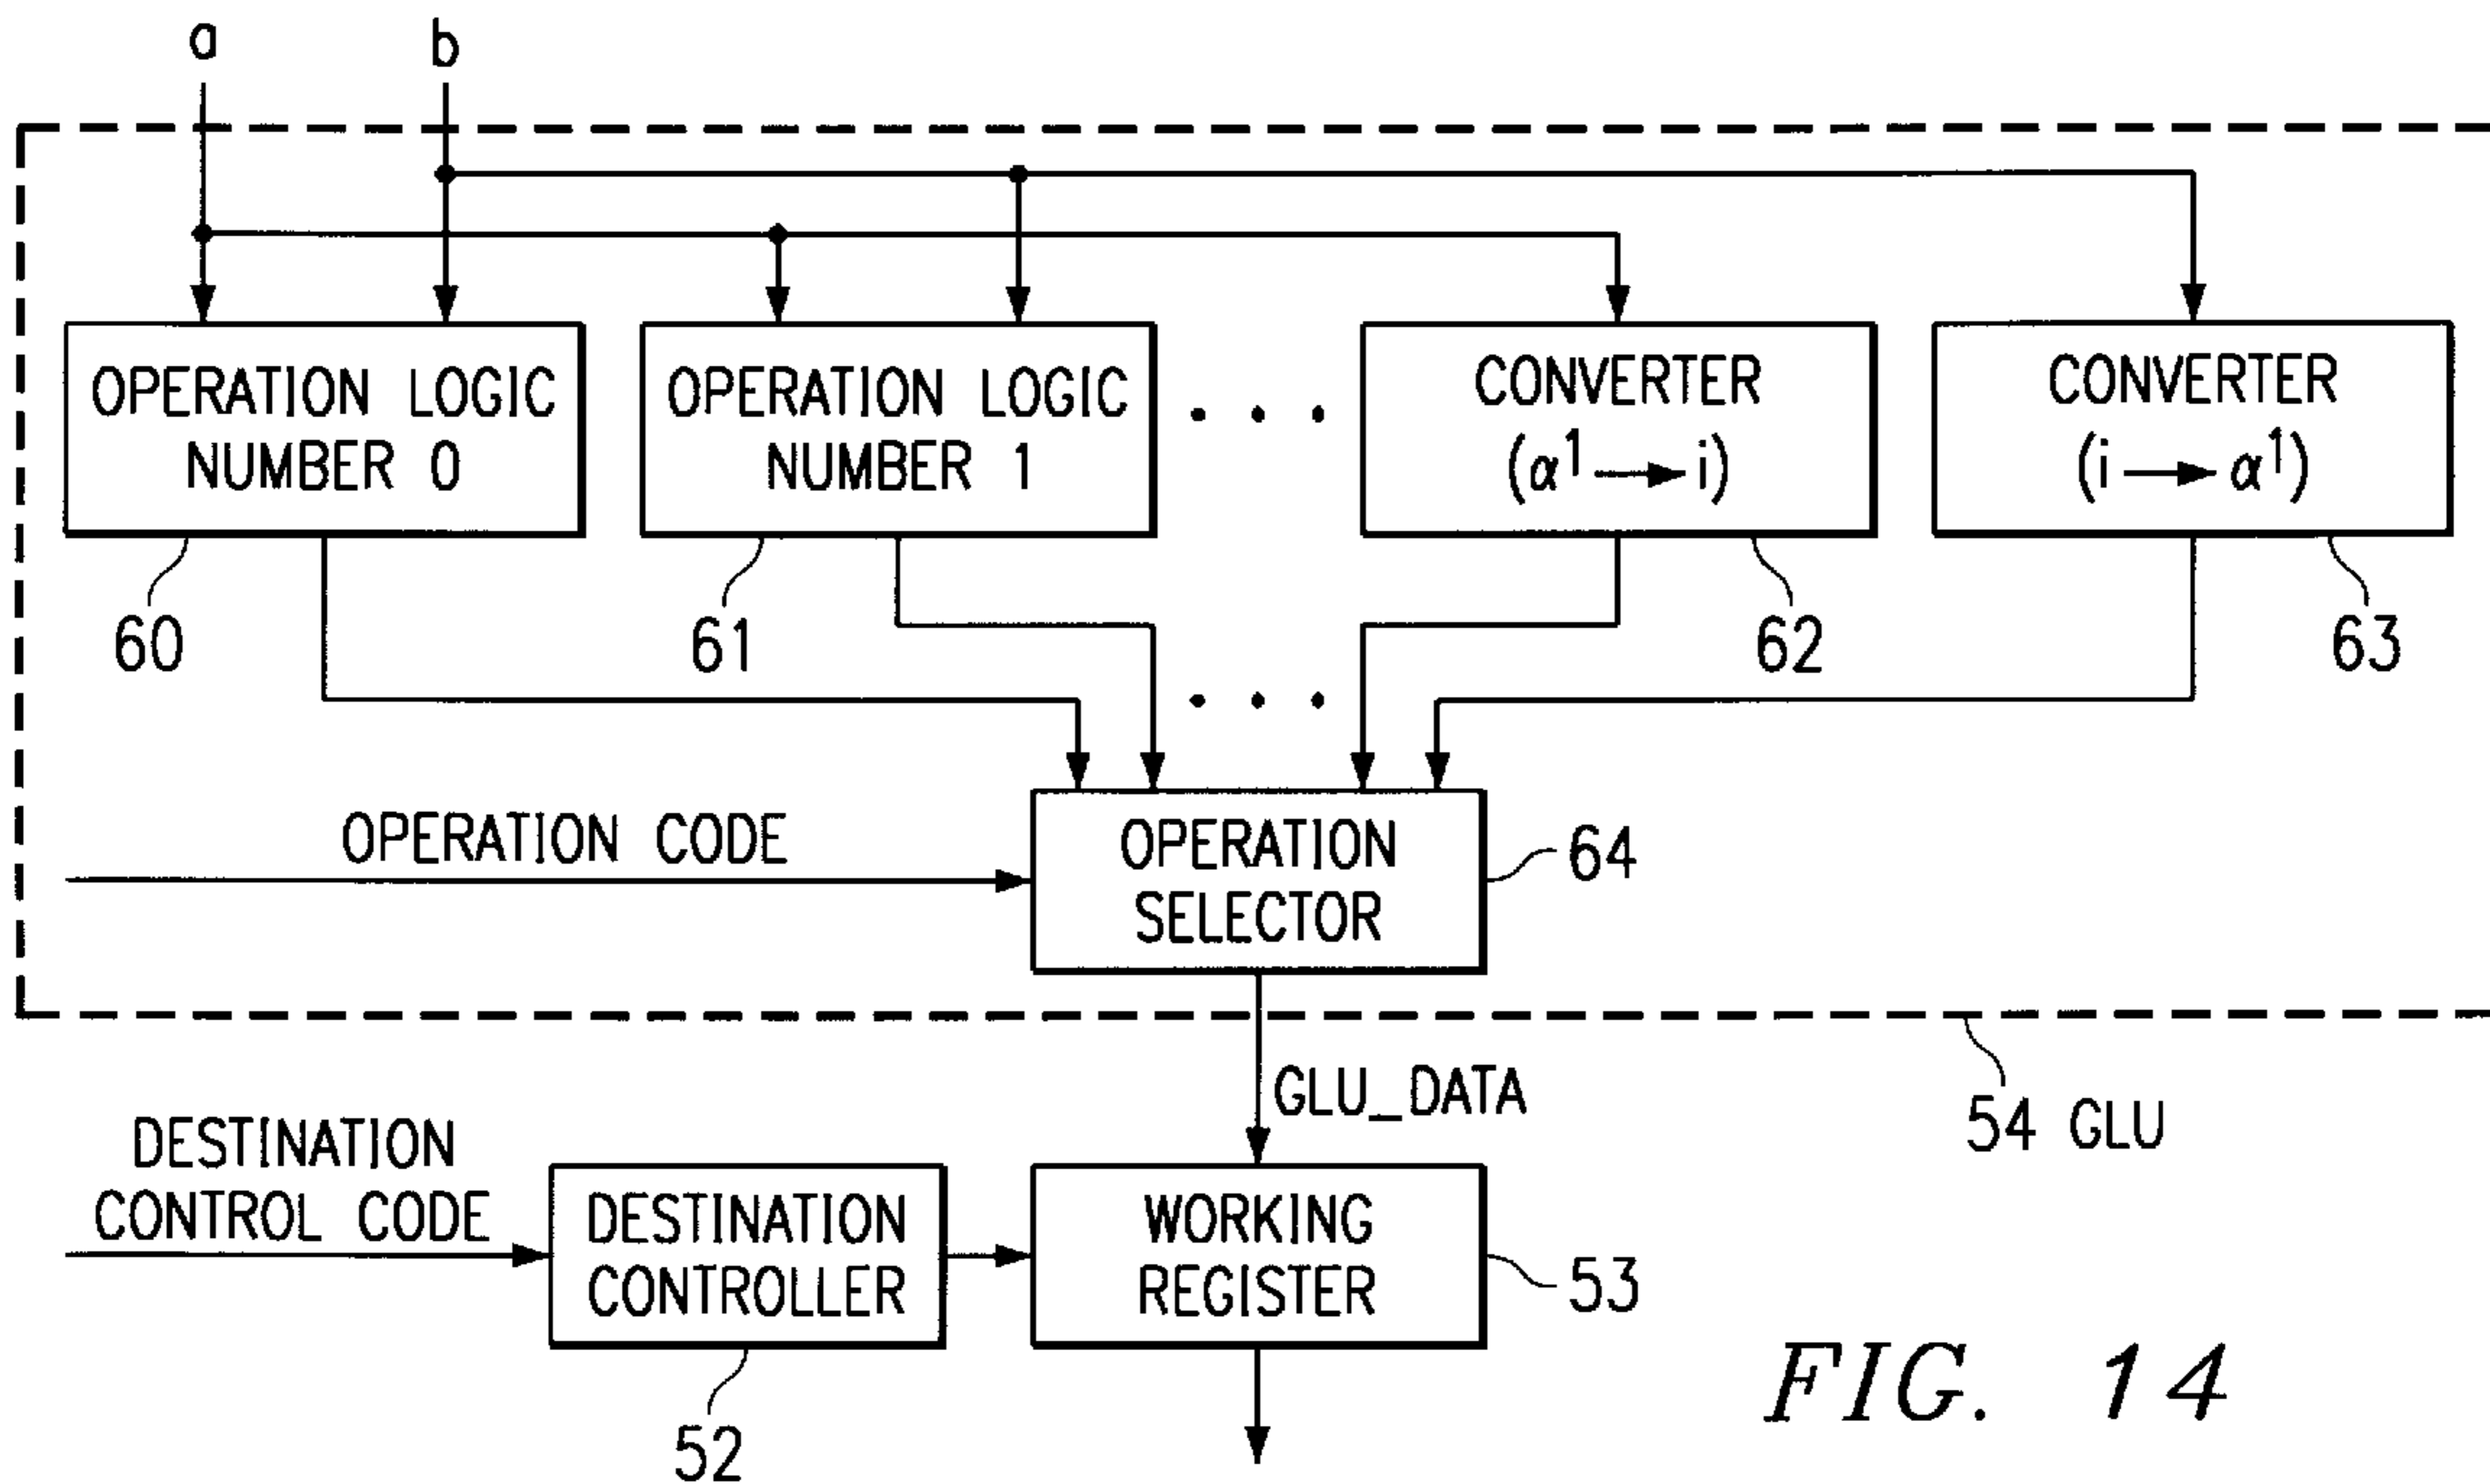 a
b
OPERATION LOGIC
NUMBER 0
OPERATION LOGIC
NUMBER 1
• • •
CONVERTER
(α¹ → i)
CONVERTER
(i → α¹)
60
61
62
63
• • •
OPERATION CODE
OPERATION
SELECTOR
64
GLU_DATA
54 GLU
DESTINATION
CONTROL CODE
DESTINATION
CONTROLLER
WORKING
REGISTER
53
52
FIG. 14